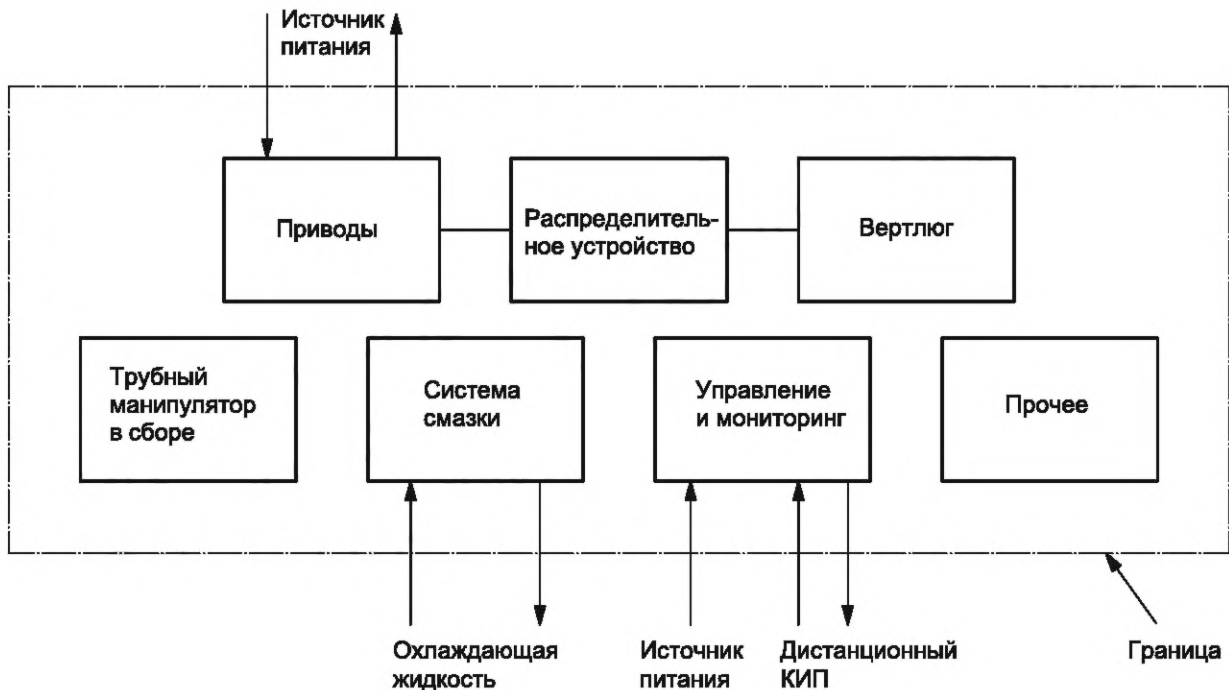 Источник
питания
Приводы
Распределитель-
ное устройство
Вертлюг
Трубный
манипулятор
в сборе
Система
смазки
Управление
и мониторинг
Прочее
Охлаждающая
жидкость
Источник
питания
Дистанционный
КИП
Граница